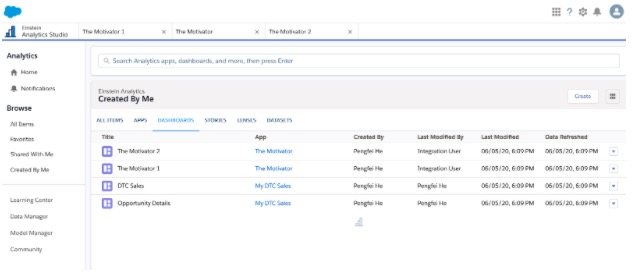 Einstein
Analytics Studio
The Motivator 1
The Motivator
The Motivator 2
Analytics
Home
Notifications
Browse
All Items
Favorites
Shared With Me
Created By Me
Learning Center
Data Manager
Model Manager
Community
Search Analytics apps, dashboards, and more, then press Enter
Einstein Analytics
Created By Me
Create
ALL ITEMS APPS DASHBOARDS STORIES LENSES DATASETS
Title App Created By Last Modified By Last Modified Data Refreshed
The Motivator 2 The Motivator Pengfei He Integration User 06/05/20, 6:09 PM 06/05/20, 6:09 PM
The Motivator 1 The Motivator Pengfei He Integration User 06/05/20, 6:09 PM 06/05/20, 6:09 PM
DTC Sales My DTC Sales Pengfei He Pengfei He 06/05/20, 6:09 PM 06/05/20, 6:09 PM
Opportunity Details My DTC Sales Pengfei He Pengfei He 06/05/20, 6:09 PM 06/05/20, 6:09 PM